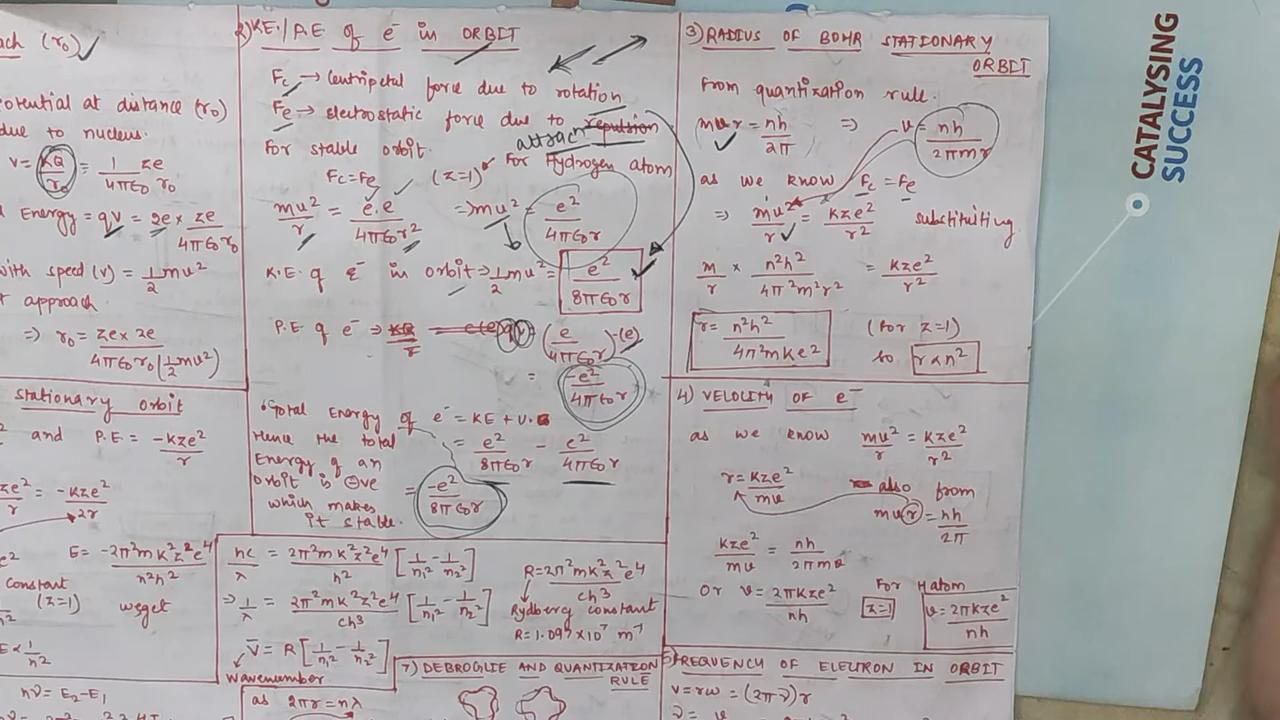 ach (r₀)
potential at distance (r₀)
due to nucleus.
V = KQ/r₀ = 1/4πε₀ ze/r₀
Energy = qV = 2e × ze/4πε₀r₀
with speed (v) = 1/2 mv²
approach
⇒ r₀ = ze × 2e / 4πε₀r₀(1/2 mv²)
stationary orbit
and P.E = -kze²/r
ze²/r = -kze²/2r
E = -2π²mk²z²e⁴/n²h²
constant
(z=1) we get
E ∝ 1/n²
hν = E₂-E₁
2) KE./P.E of e⁻ in ORBIT
Fc → Centripetal force due to rotation
Fe → electrostatic force due to repulsion
attracn
For stable orbit.
Fc = Fe (z=1) For Hydrogen atom
mv²/r = e.e/4πε₀r² ⇒ mv² = e²/4πε₀r
K.E. of e⁻ in orbit ⇒ 1/2 mv² = e²/8πε₀r
P.E of e⁻ ⇒ KQ/r = qv = (e/4πε₀r) -(e)
= -e²/4πε₀r
• Total Energy of e⁻ = KE + U.
Hence the total
Energy of an
orbit is ⊖ve
which makes
it stable.
= e²/8πε₀r - e²/4πε₀r
= -e²/8πε₀r
hc/λ = 2π²mk²z²e⁴/h² [1/n₁² - 1/n₂²]
⇒ 1/λ = 2π²mk²z²e⁴/ch³ [1/n₁² - 1/n₂²]
V̄ = R[1/n₁² - 1/n₂²]
wavenumber
R = 2π²mk²z²e⁴/ch³
Rydberg constant
R = 1.097 × 10⁷ m⁻¹
7) DEBROGLIE AND QUANTIZATION
RULE
as 2πr = nλ
3) RADIUS OF BOHR STATIONARY
ORBIT
From quantization rule.
mvr = nh/2π ⇒ v = nh/2πmr
as we know Fc = Fe
⇒ mv²/r = kze²/r² substituting
m/r × n²h²/4π²m²r² = kze²/r²
r = n²h²/4π²mke² (for z=1)
so r ∝ n²
4) VELOCITY OF e⁻
as we know mv²/r = kze²/r²
r = kze²/mv also from
mvr = nh/2π
kze²/mv = nh/2πmv
Or v = 2πkze²/nh For H atom
z=1 v = 2πkze²/nh
FREQUENCY OF ELECTRON IN ORBIT
v = rω = (2πν)r
CATALYSING
SUCCESS